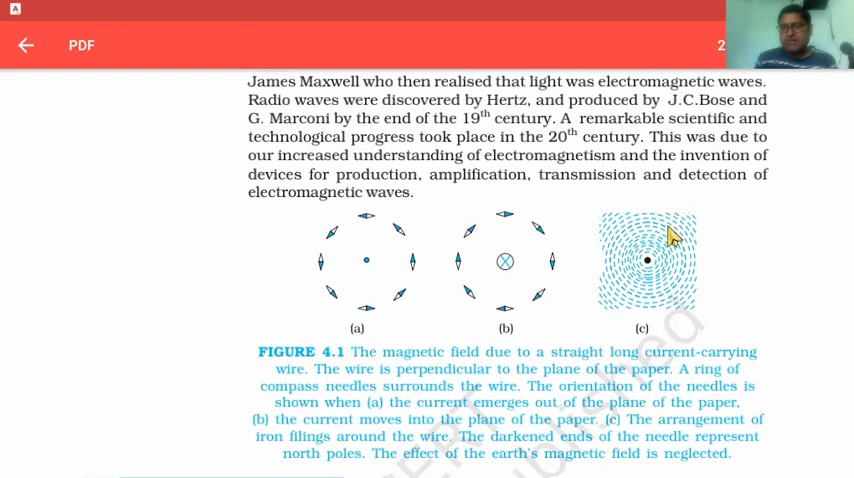 A
PDF
2
James Maxwell who then realised that light was electromagnetic waves.
Radio waves were discovered by Hertz, and produced by J.C.Bose and
G. Marconi by the end of the 19th century. A remarkable scientific and
technological progress took place in the 20th century. This was due to
our increased understanding of electromagnetism and the invention of
devices for production, amplification, transmission and detection of
electromagnetic waves.
(a) (b) (c)
FIGURE 4.1 The magnetic field due to a straight long current-carrying
wire. The wire is perpendicular to the plane of the paper. A ring of
compass needles surrounds the wire. The orientation of the needles is
shown when (a) the current emerges out of the plane of the paper,
(b) the current moves into the plane of the paper. (c) The arrangement of
iron filings around the wire. The darkened ends of the needle represent
north poles. The effect of the earth's magnetic field is neglected.